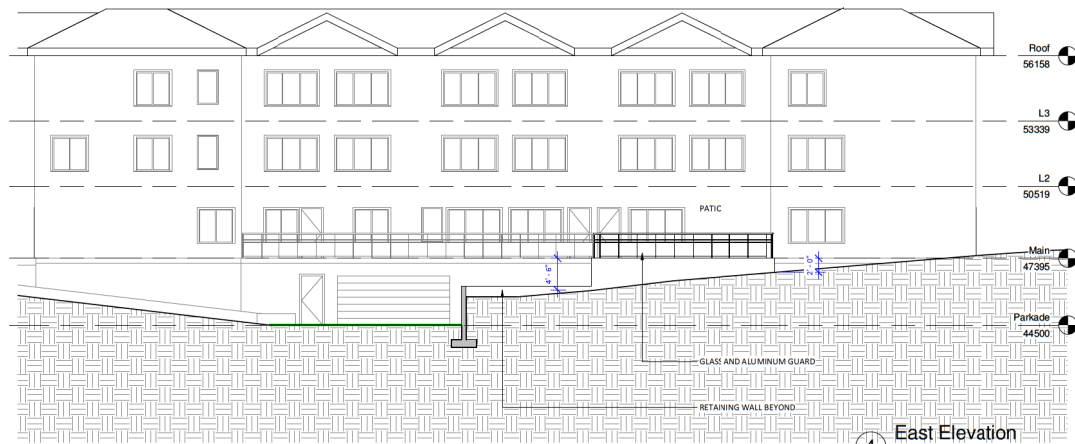 Roof
56158
L3
53339
L2
50519
PATIC
Main
47395
4' - 6"
2' - 0"
Parkade
44500
GLASS AND ALUMINUM GUARD
RETAINING WALL BEYOND
East Elevation